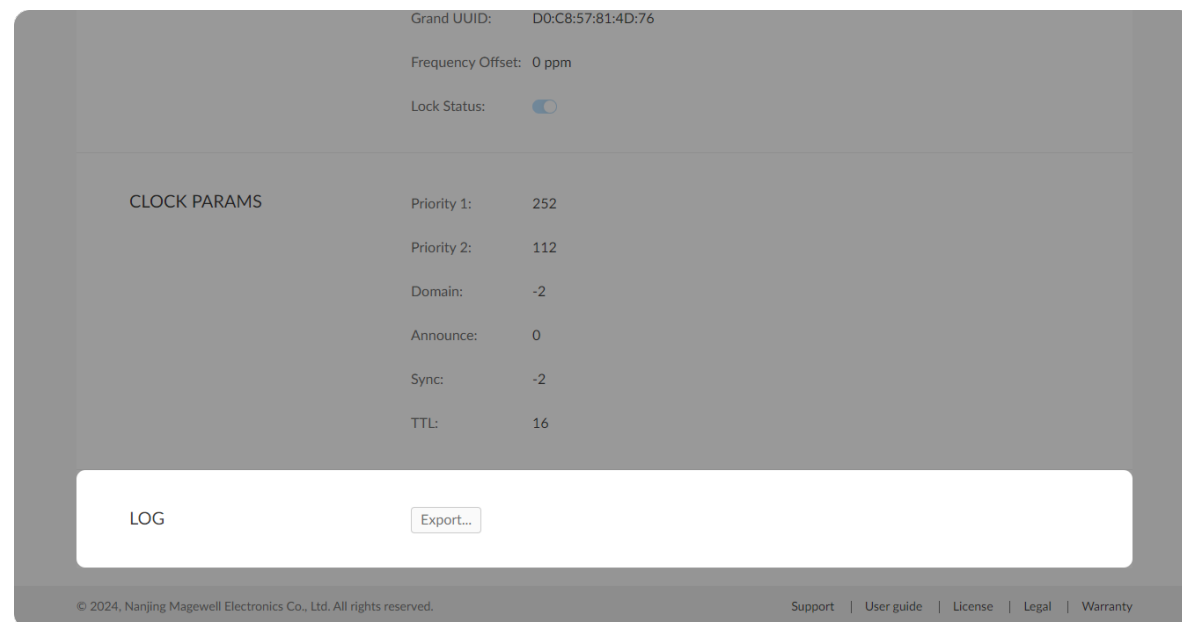 Grand UUID: D0:C8:57:81:4D:76
Frequency Offset: 0 ppm
Lock Status:
CLOCK PARAMS Priority 1: 252
Priority 2: 112
Domain: -2
Announce: 0
Sync: -2
TTL: 16
LOG Export...
© 2024, Nanjing Magewell Electronics Co., Ltd. All rights reserved. Support | User guide | License | Legal | Warranty